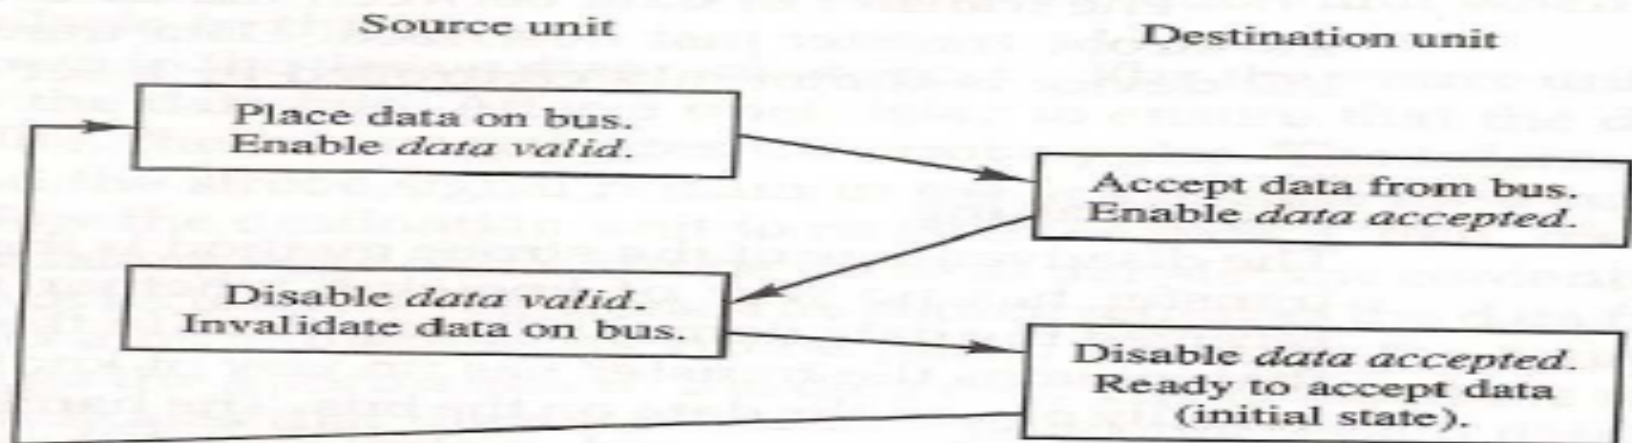 Source unit
Destination unit
Place data on bus.
Enable data valid.
Accept data from bus.
Enable data accepted.
Disable data valid.
Invalidate data on bus.
Disable data accepted.
Ready to accept data
(initial state).